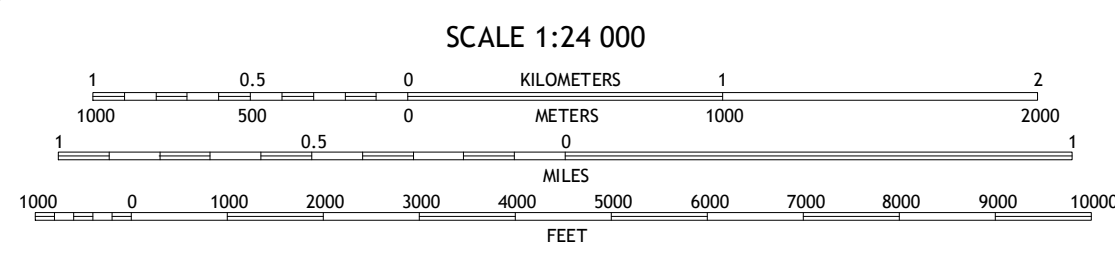 SCALE 1:24 000
1 0.5 0 KILOMETERS 1 2
1000 500 0 METERS 1000 2000
1 0.5 0 1
MILES
1000 0 1000 2000 3000 4000 5000 6000 7000 8000 9000 10000
FEET